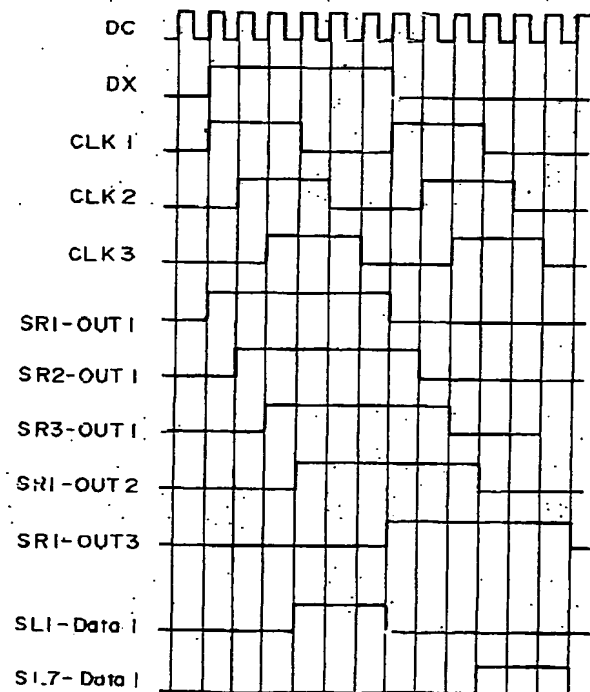 DC
DX
CLK 1
CLK 2
CLK 3
SR1-OUT 1
SR2-OUT 1
SR3-OUT 1
SR1-OUT 2
SR1-OUT3
SL1-Data 1
SL7-Data 1